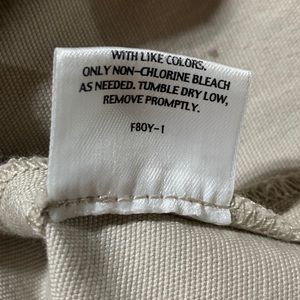 WITH LIKE COLORS.
ONLY NON-CHLORINE BLEACH
AS NEEDED. TUMBLE DRY LOW,
REMOVE PROMPTLY.
F80Y-1